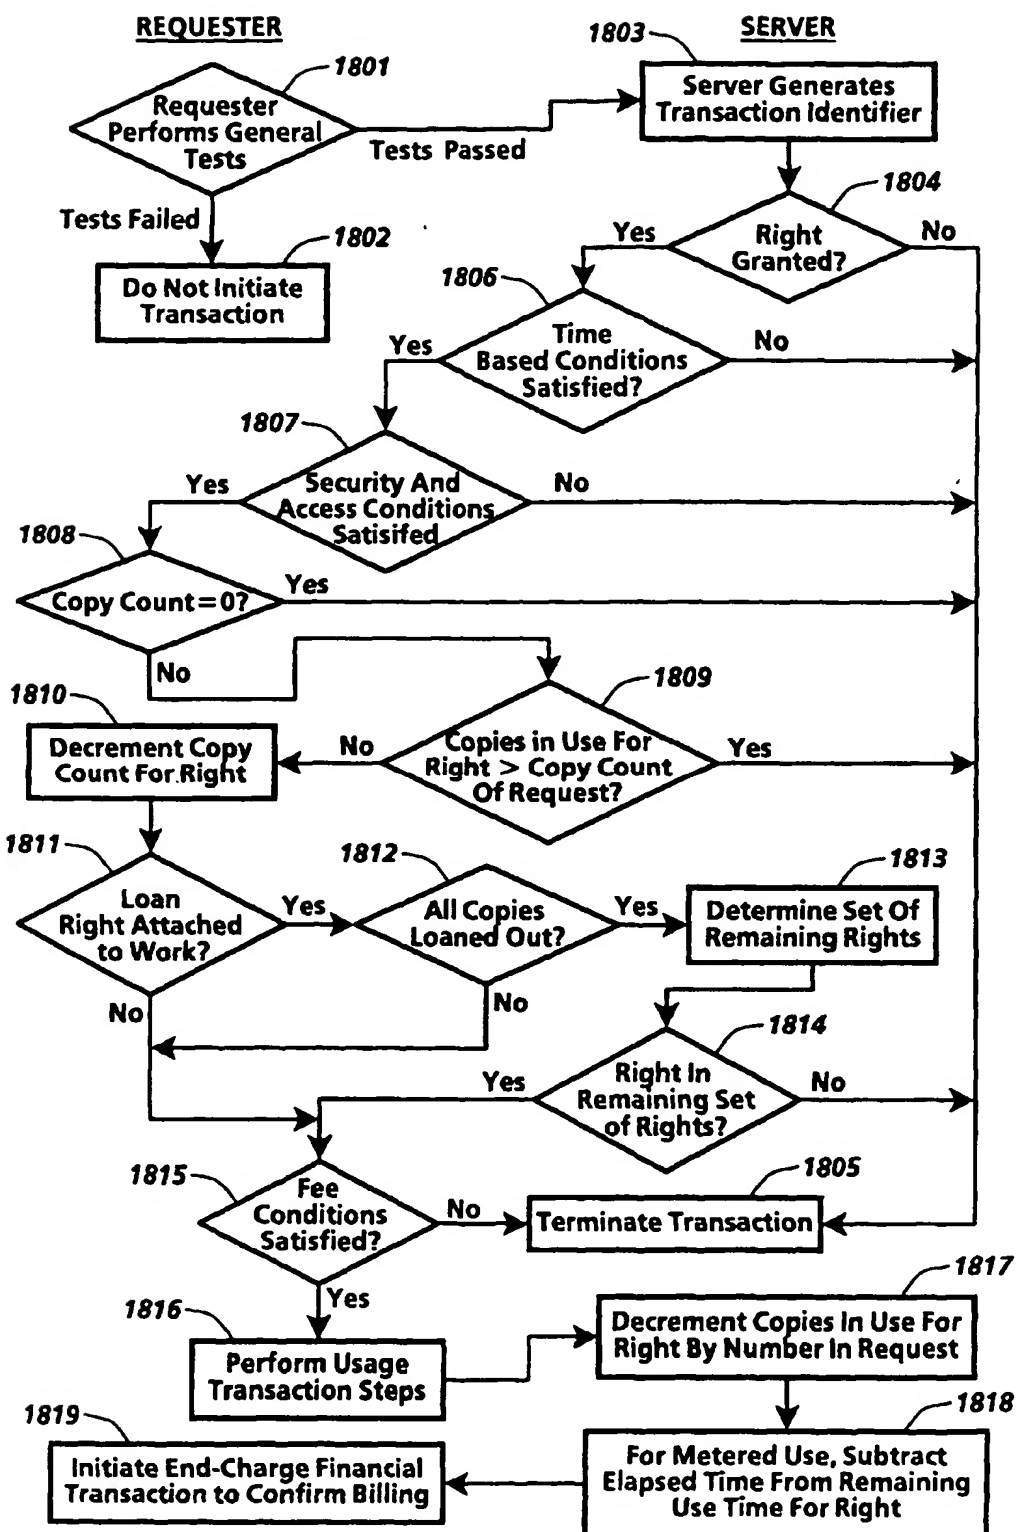 REQUESTER
SERVER
1801
1803
Requester
Performs General
Tests
Server Generates
Transaction Identifier
Tests Passed
Tests Failed
1802
Do Not Initiate
Transaction
1804
Yes
Right
Granted?
No
1806
Yes
Time
Based Conditions
Satisfied?
No
1807
Yes
Security And
Access Conditions
Satisifed
No
1808
Copy Count=0?
Yes
No
1809
1810
Decrement Copy
Count For.Right
No
Copies in Use For
Right > Copy Count
Of Request?
Yes
1811
1812
1813
Loan
Right Attached
to Work?
Yes
All Copies
Loaned Out?
Yes
Determine Set Of
Remaining Rights
No
No
1814
Yes
Right In
Remaining Set
of Rights?
No
1815
1805
Fee
Conditions
Satisfied?
No
Terminate Transaction
Yes
1816
1817
Perform Usage
Transaction Steps
Decrement Copies In Use For
Right By Number In Request
1819
1818
Initiate End-Charge Financial
Transaction to Confirm Billing
For Metered Use, Subtract
Elapsed Time From Remaining
Use Time For Right